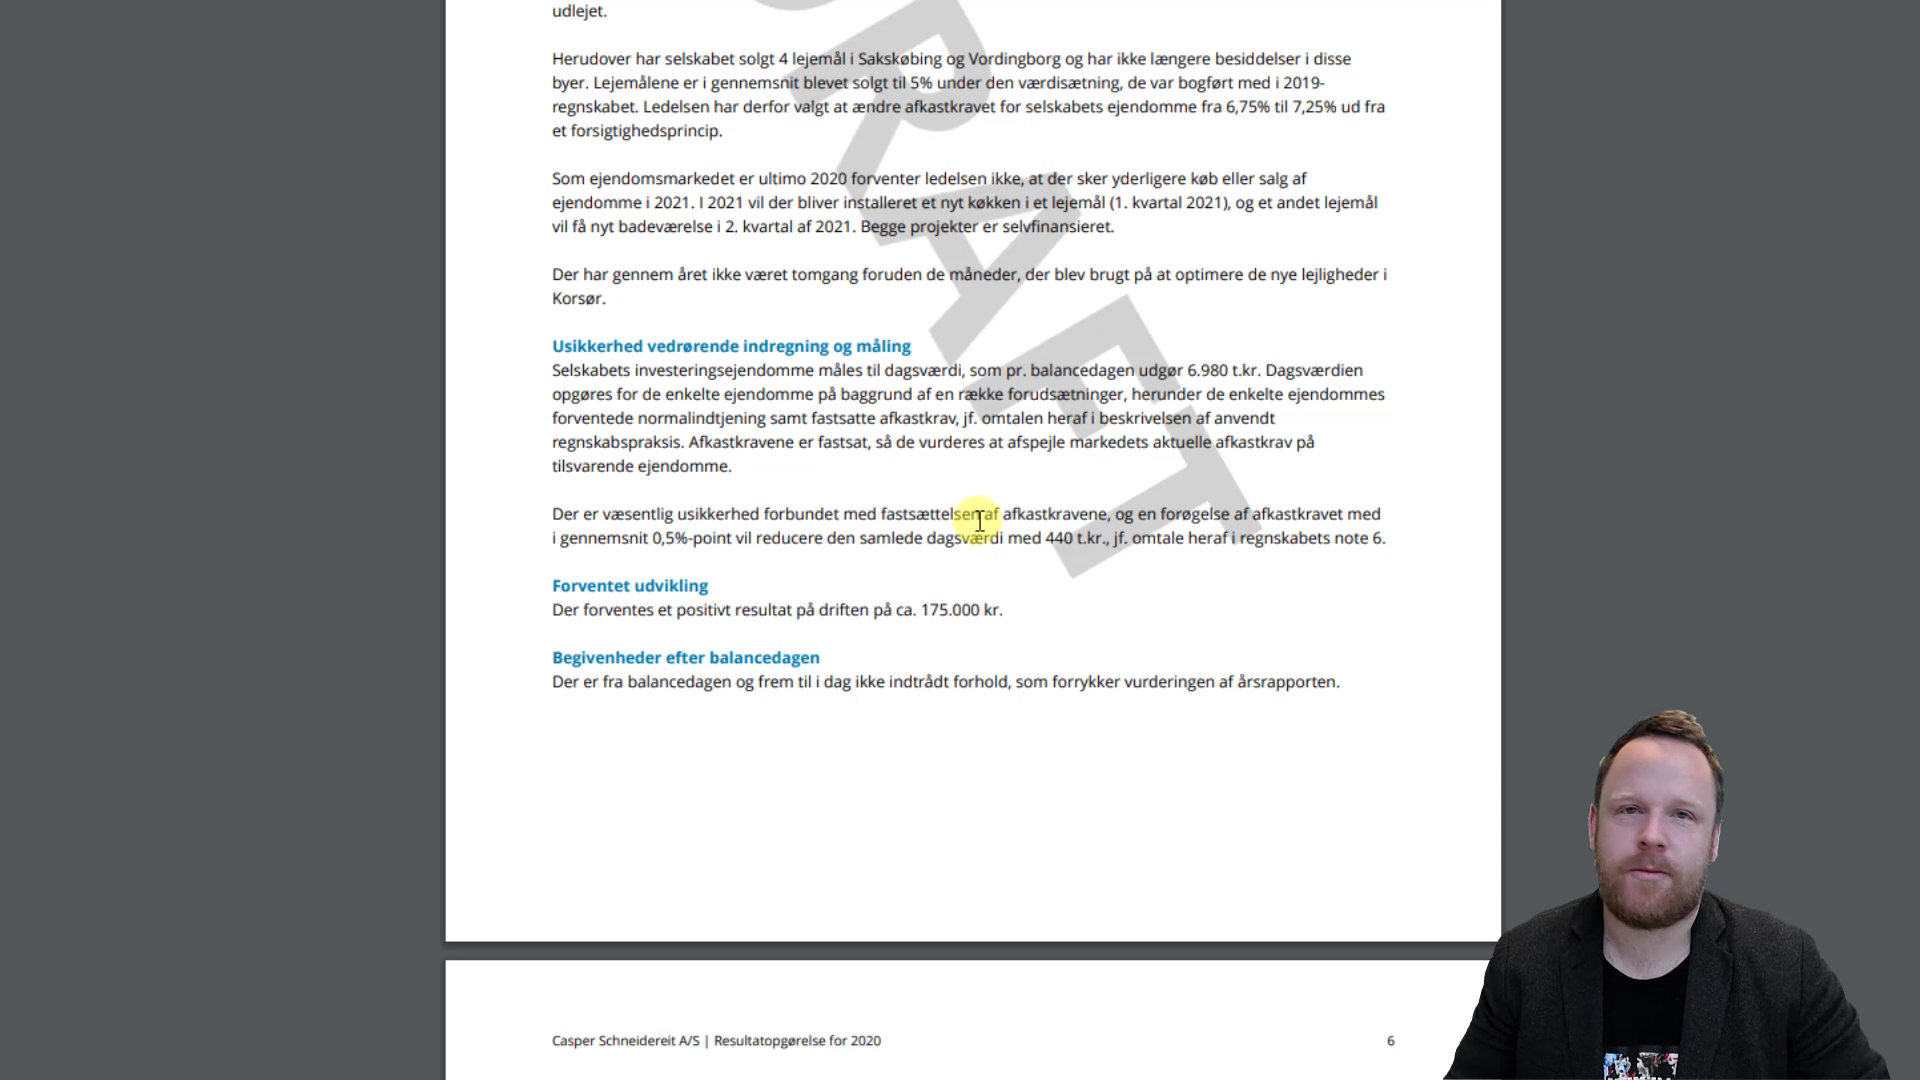 udlejet.
Herudover har selskabet solgt 4 lejemål i Sakskøbing og Vordingborg og har ikke længere besiddelser i disse
byer. Lejemålene er i gennemsnit blevet solgt til 5% under den værdisætning, de var bogført med i 2019-
regnskabet. Ledelsen har derfor valgt at ændre afkastkravet for selskabets ejendomme fra 6,75% til 7,25% ud fra
et forsigtighedsprincip.
Som ejendomsmarkedet er ultimo 2020 forventer ledelsen ikke, at der sker yderligere køb eller salg af
ejendomme i 2021. I 2021 vil der bliver installeret et nyt køkken i et lejemål (1. kvartal 2021), og et andet lejemål
vil få nyt badeværelse i 2. kvartal af 2021. Begge projekter er selvfinansieret.
Der har gennem året ikke været tomgang foruden de måneder, der blev brugt på at optimere de nye lejligheder i
Korsør.
Usikkerhed vedrørende indregning og måling
Selskabets investeringsejendomme måles til dagsværdi, som pr. balancedagen udgør 6.980 t.kr. Dagsværdien
opgøres for de enkelte ejendomme på baggrund af en række forudsætninger, herunder de enkelte ejendommes
forventede normalindtjening samt fastsatte afkastkrav, jf. omtalen heraf i beskrivelsen af anvendt
regnskabspraksis. Afkastkravene er fastsat, så de vurderes at afspejle markedets aktuelle afkastkrav på
tilsvarende ejendomme.
Der er væsentlig usikkerhed forbundet med fastsættelsen af afkastkravene, og en forøgelse af afkastkravet med
i gennemsnit 0,5%-point vil reducere den samlede dagsværdi med 440 t.kr., jf. omtale heraf i regnskabets note 6.
Forventet udvikling
Der forventes et positivt resultat på driften på ca. 175.000 kr.
Begivenheder efter balancedagen
Der er fra balancedagen og frem til i dag ikke indtrådt forhold, som forrykker vurderingen af årsrapporten.
Casper Schneidereit A/S | Resultatopgørelse for 2020 6